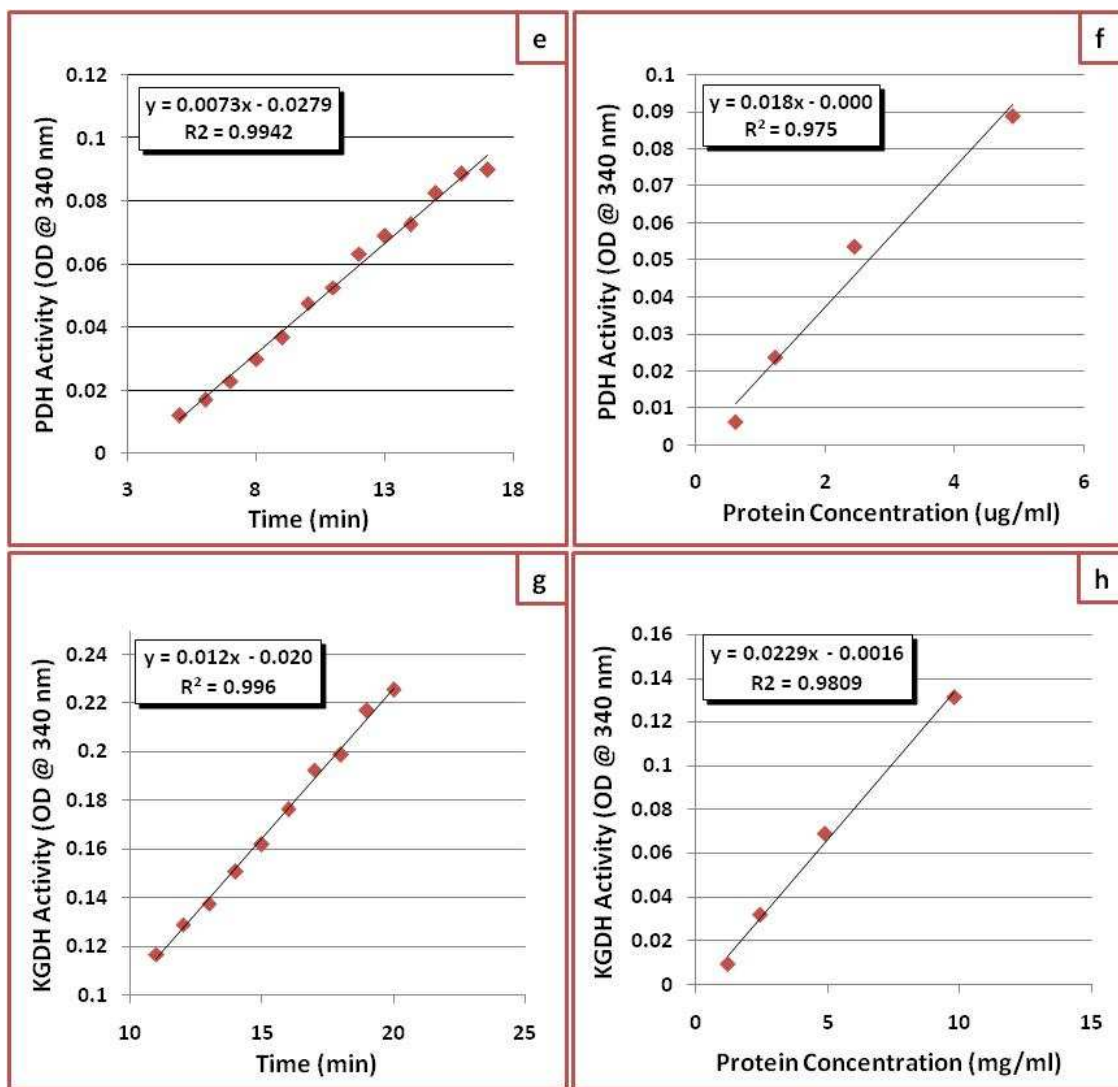 e
0.12
0.1
0.08
0.06
0.04
0.02
0
y = 0.0073x - 0.0279
R2 = 0.9942
3 8 13 18
PDH Activity (OD @ 340 nm)
Time (min)
f
0.1
0.09
0.08
0.07
0.06
0.05
0.04
0.03
0.02
0.01
0
y = 0.018x - 0.000
R² = 0.975
0 2 4 6
PDH Activity (OD @ 340 nm)
Protein Concentration (ug/ml)
g
0.24
0.22
0.2
0.18
0.16
0.14
0.12
0.1
y = 0.012x - 0.020
R² = 0.996
10 15 20 25
KGDH Activity (OD @ 340 nm)
Time (min)
h
0.16
0.14
0.12
0.1
0.08
0.06
0.04
0.02
0
y = 0.0229x - 0.0016
R2 = 0.9809
0 5 10 15
KGDH Activity (OD @ 340 nm)
Protein Concentration (mg/ml)